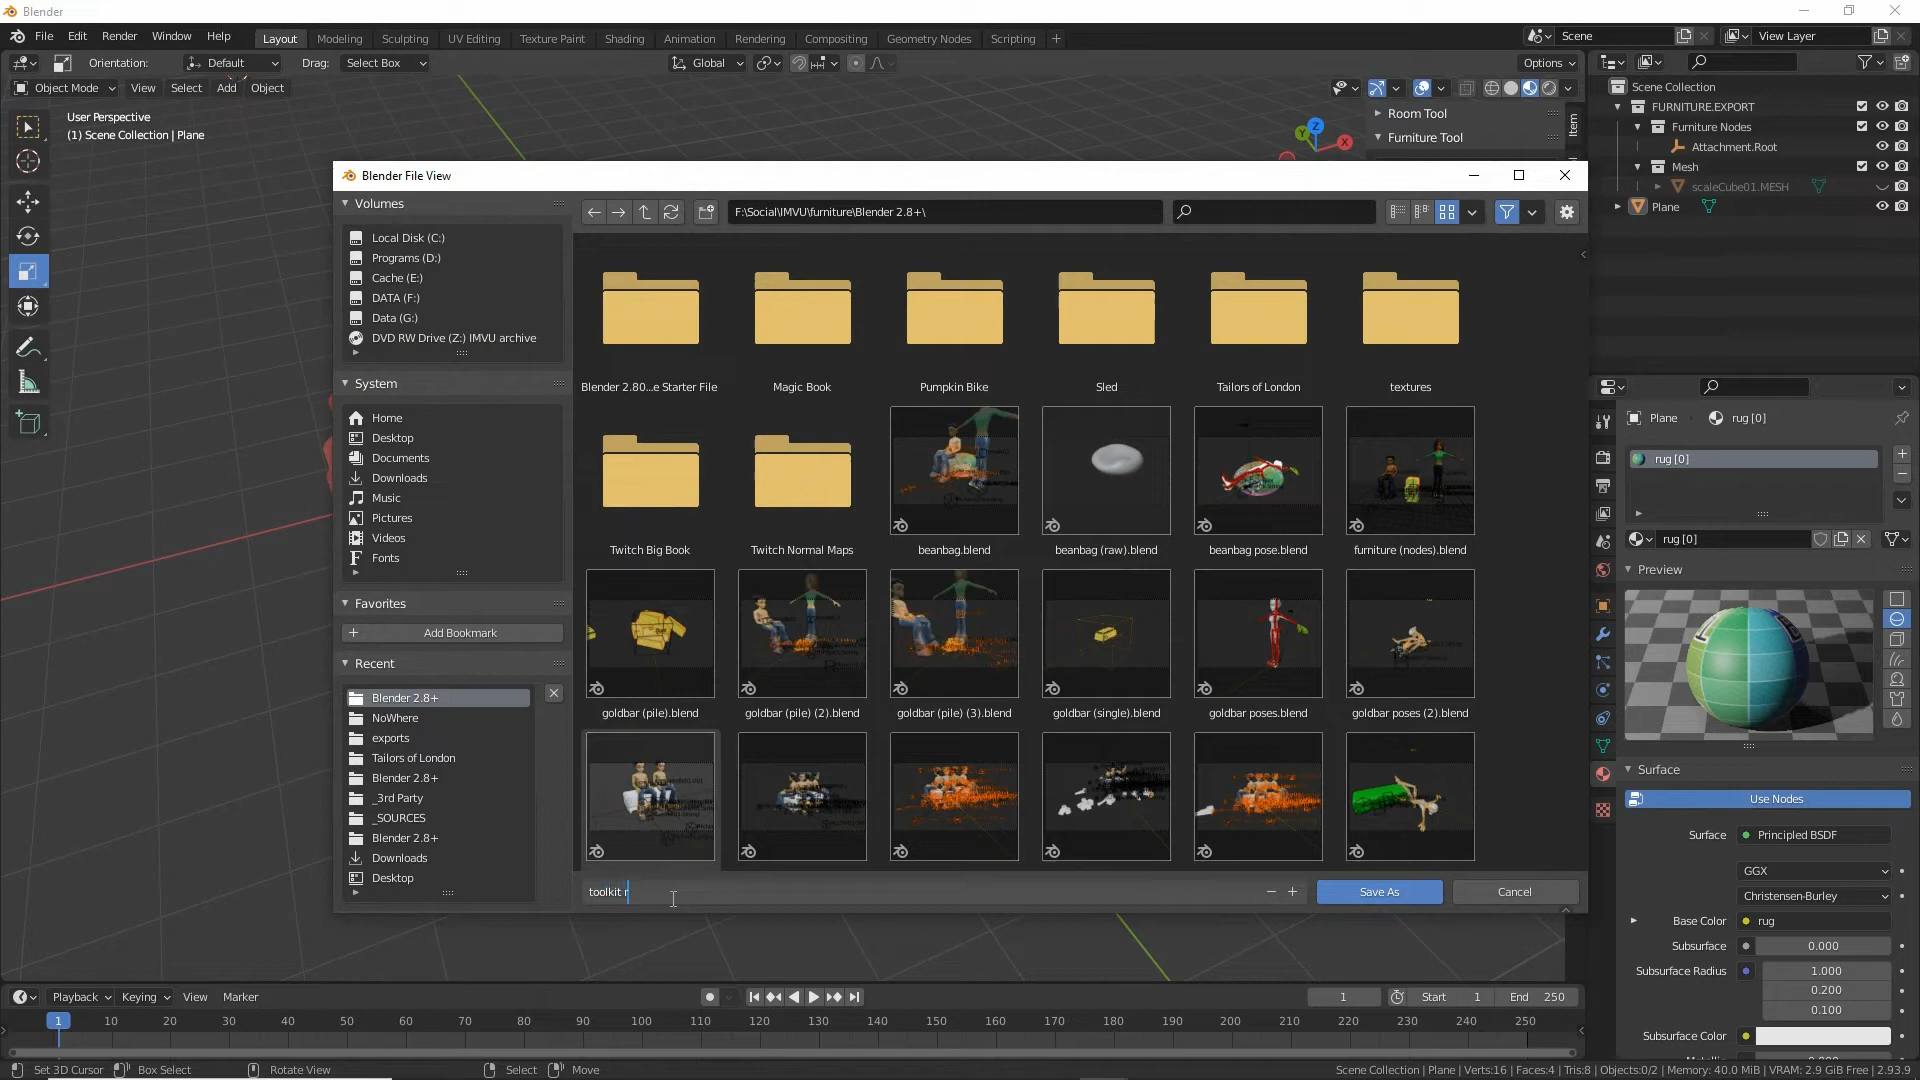 Blender
File Edit Render Window Help Layout Modeling Sculpting UV Editing Texture Paint Shading Animation Rendering Compositing Geometry Nodes Scripting + Scene View Layer
Orientation: Default Drag: Select Box Global Options
Object Mode View Select Add Object
User Perspective
(1) Scene Collection | Plane
Room Tool
Furniture Tool
Item
Z
Y
X
Scene Collection
FURNITURE.EXPORT
Furniture Nodes
Attachment.Root
Mesh
scaleCube01.MESH
Plane
Blender File View
Volumes
Local Disk (C:)
Programs (D:)
Cache (E:)
DATA (F:)
Data (G:)
DVD RW Drive (Z:) IMVU archive
System
Home
Desktop
Documents
Downloads
Music
Pictures
Videos
Fonts
Favorites
Add Bookmark
Recent
Blender 2.8+
NoWhere
exports
Tailors of London
Blender 2.8+
_3rd Party
_SOURCES
Blender 2.8+
Downloads
Desktop
F:\Social\IMVU\furniture\Blender 2.8+\
Blender 2.80...e Starter File Magic Book Pumpkin Bike Sled Tailors of London textures
Twitch Big Book Twitch Normal Maps beanbag.blend beanbag (raw).blend beanbag pose.blend furniture (nodes).blend
goldbar (pile).blend goldbar (pile) (2).blend goldbar (pile) (3).blend goldbar (single).blend goldbar poses.blend goldbar poses (2).blend
toolkit r
Save As Cancel
Plane rug [0]
rug [0]
rug [0]
Preview
Surface
Use Nodes
Surface Principled BSDF
GGX
Christensen-Burley
Base Color rug
Subsurface 0.000
Subsurface Radius 1.000
0.200
0.100
Subsurface Color
Playback Keying View Marker 1 Start 1 End 250
1 10 20 30 40 50 60 70 80 90 100 110 120 130 140 150 160 170 180 190 200 210 220 230 240 250
Set 3D Cursor Box Select Rotate View Select Move Scene Collection | Plane | Verts:16 | Faces:4 | Tris:8 | Objects:0/2 | Memory: 40.0 MiB | VRAM: 2.9 GiB Free | 2.93.9